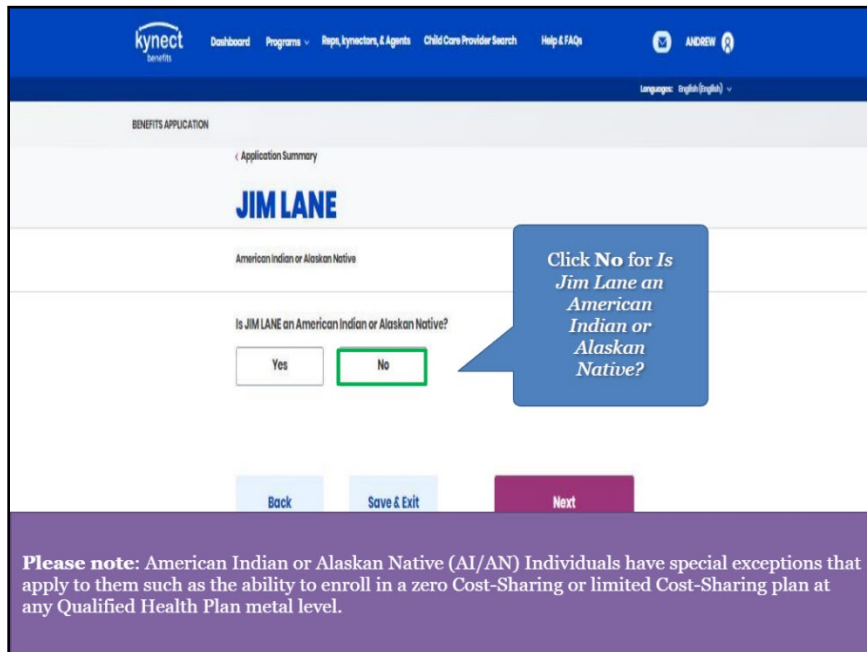 kynect
benefits
Dashboard Programs Reps, kynectors, & Agents Child Care Provider Search Help & FAQs ANDREW
Languages: English (English)
BENEFITS APPLICATION
‹ Application Summary
JIM LANE
American Indian or Alaskan Native
Is JIM LANE an American Indian or Alaskan Native?
Yes No
Click No for Is
Jim Lane an
American
Indian or
Alaskan
Native?
Back Save & Exit Next
Please note: American Indian or Alaskan Native (AI/AN) Individuals have special exceptions that
apply to them such as the ability to enroll in a zero Cost-Sharing or limited Cost-Sharing plan at
any Qualified Health Plan metal level.